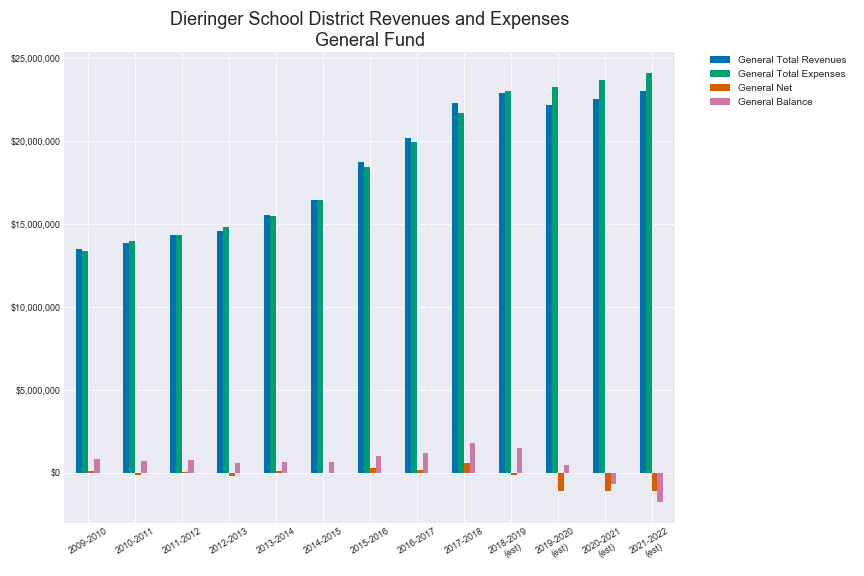 Dieringer School District Revenues and Expenses
General Fund
General Total Revenues
General Total Expenses
General Net
General Balance
$25,000,000
$20,000,000
$15,000,000
$10,000,000
$5,000,000
$0
2009-2010
2010-2011
2011-2012
2012-2013
2013-2014
2014-2015
2015-2016
2016-2017
2017-2018
2018-2019
(est)
2019-2020
(est)
2020-2021
(est)
2021-2022
(est)